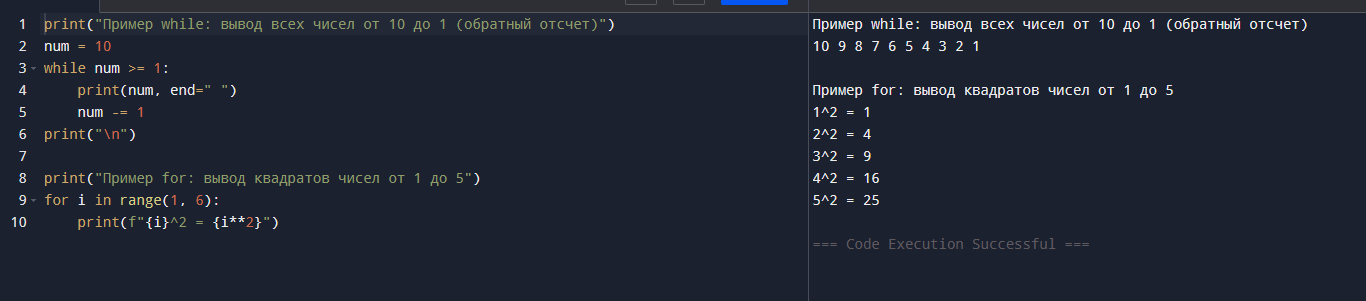 1 print("Пример while: вывод всех чисел от 10 до 1 (обратный отсчет)")
2 num = 10
3 while num >= 1:
4     print(num, end=" ")
5     num -= 1
6 print("\n")
7
8 print("Пример for: вывод квадратов чисел от 1 до 5")
9 for i in range(1, 6):
10     print(f"{i}^2 = {i**2}")
Пример while: вывод всех чисел от 10 до 1 (обратный отсчет)
10 9 8 7 6 5 4 3 2 1
Пример for: вывод квадратов чисел от 1 до 5
1^2 = 1
2^2 = 4
3^2 = 9
4^2 = 16
5^2 = 25
=== Code Execution Successful ===